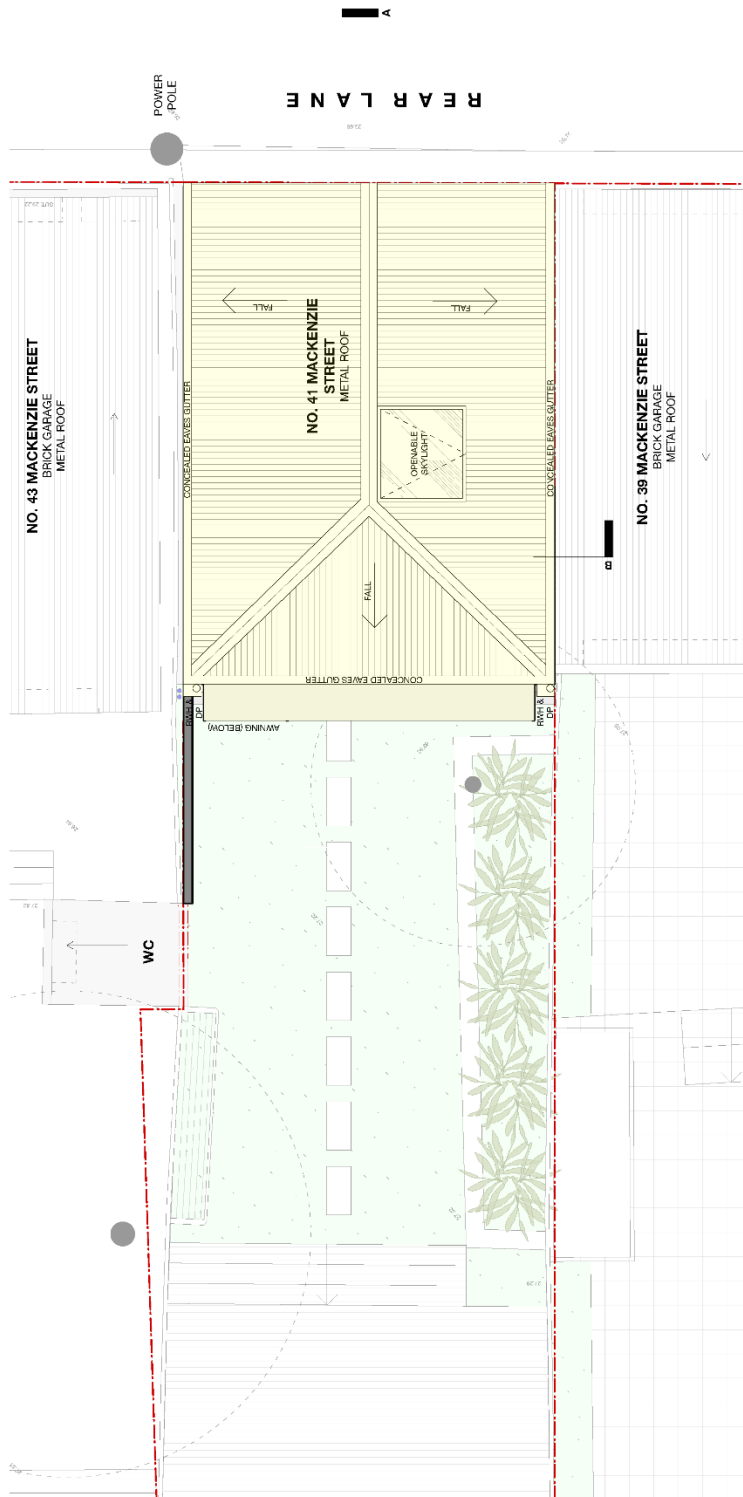 A
POWER
POLE
REAR LANE
FALL
FALL
NO. 43 MACKENZIE STREET
BRICK GARAGE
METAL ROOF
NO. 41 MACKENZIE
STREET
METAL ROOF
NO. 39 MACKENZIE STREET
BRICK GARAGE
METAL ROOF
CONCEALED EAVES GUTTER
CONCEALED EAVES GUTTER
OPENABLE
SKYLIGHT
B
FALL
CONCEALED EAVES GUTTER
RWH &
DP
RWH &
DP
AWNING (BELOW)
WC